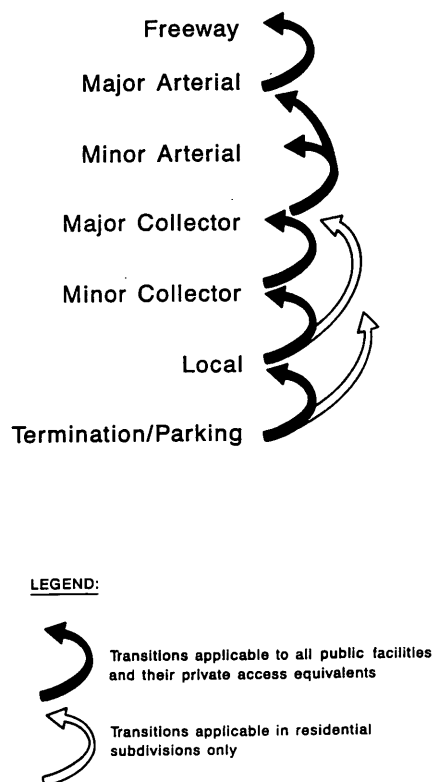 Freeway
Major Arterial
Minor Arterial
Major Collector
Minor Collector
Local
Termination/Parking
LEGEND:
Transitions applicable to all public facilities
and their private access equivalents
Transitions applicable in residential
subdivisions only